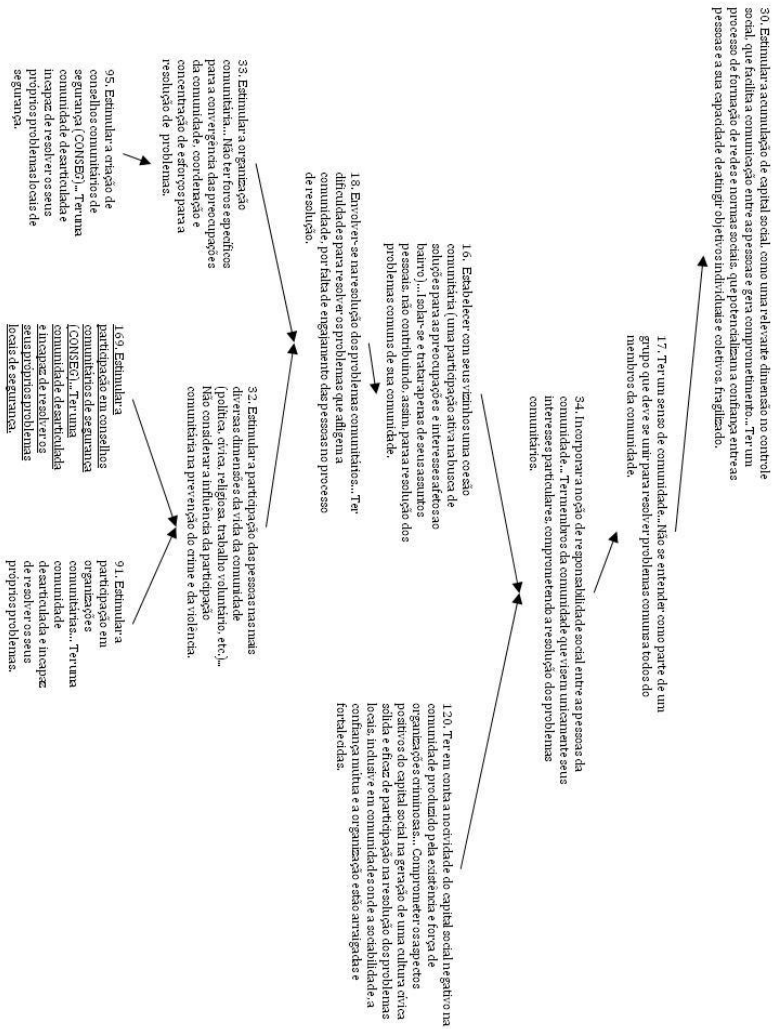 30. Estimular a acumulação de capital social, como uma relevante dimensão no controle
social, que facilita a comunicação entre as pessoas e gera comprometimento... Ter um
processo de formação de redes e normas sociais, que potencializam a confiança entre as
pessoas e a sua capacidade de atingir objetivos individuais e coletivos, fragilizado.
17. Ter um senso de comunidade...Não se entender como parte de um
grupo que deve se unir para resolver problemas comuns a todos do
membros da comunidade.
34. Incorporar a noção de responsabilidade social entre as pessoas da
comunidade... Ter membros da comunidade que visem unicamente seus
interesses particulares, comprometendo a resolução dos problemas
comunitários.
16. Estabelecer com seus vizinhos uma coesão
comunitária (uma participação ativa na busca de
soluções para as preocupações e interesses afetos ao
bairro)...Isolar-se e tratar apenas de seus assuntos
pessoais, não contribuindo, assim, para a resolução dos
problemas comuns de sua comunidade.
120. Ter em conta a nocividade do capital social negativo na
comunidade produzido pela existência e força de
organizações criminosas... Comprometer os aspectos
positivos do capital social na geração de uma cultura cívica
sólida e eficaz de participação na resolução dos problemas
locais, inclusive em comunidades onde a sociabilidade, a
confiança mútua e a organização estão arraigadas e
fortalecidas.
18. Envolver-se na resolução dos problemas comunitários... Ter
dificuldades para resolver os problemas que afligem a
comunidade, por falta de engajamento das pessoas no processo
de resolução.
33. Estimular a organização
comunitária... Não ter foros específicos
para a convergência das preocupações
da comunidade, coordenação e
concentração de esforços para a
resolução de problemas.
32. Estimular a participação das pessoas nas mais
diversas dimensões da vida da comunidade
(política, cívica, religiosa, trabalho voluntário, etc.)...
Não considerar a influência da participação
comunitária na prevenção do crime e da violência.
95. Estimular a criação de
conselhos comunitários de
segurança (CONSEG)... Ter uma
comunidade desarticulada e
incapaz de resolver os seus
próprios problemas locais de
segurança.
169. Estimular a
participação em conselhos
comunitários de segurança
(CONSEG)... Ter uma
comunidade desarticulada
e incapaz de resolver os
seus próprios problemas
locais de segurança.
91. Estimular a
participação em
organizações
comunitárias... Ter uma
comunidade
desarticulada e incapaz
de resolver os seus
próprios problemas.